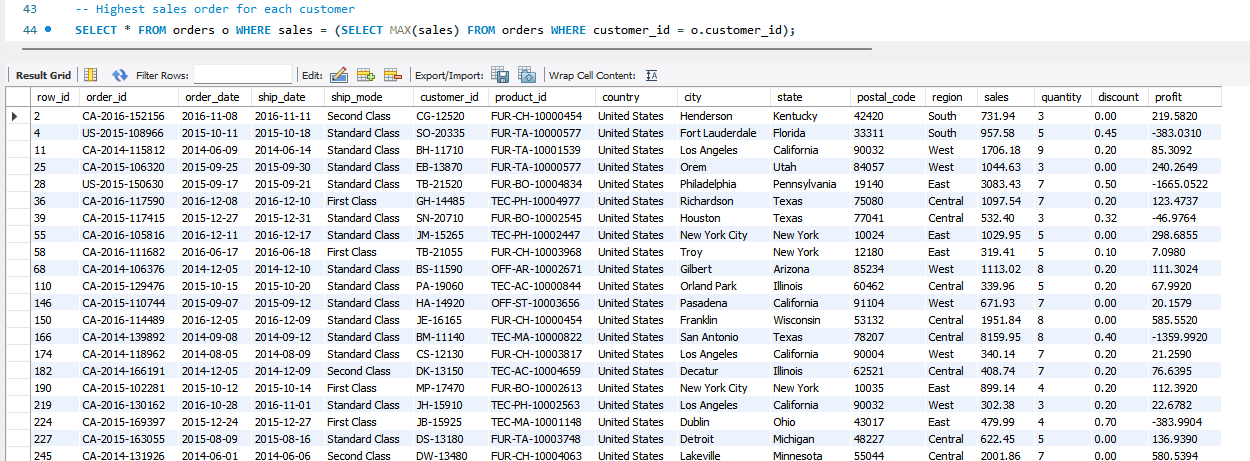 43 -- Highest sales order for each customer
44 SELECT * FROM orders o WHERE sales = (SELECT MAX(sales) FROM orders WHERE customer_id = o.customer_id);
Result Grid Filter Rows: Edit: Export/Import: Wrap Cell Content: IA
row_id order_id order_date ship_date ship_mode customer_id product_id country city state postal_code region sales quantity discount profit
2 CA-2016-152156 2016-11-08 2016-11-11 Second Class CG-12520 FUR-CH-10000454 United States Henderson Kentucky 42420 South 731.94 3 0.00 219.5820
4 US-2015-108966 2015-10-11 2015-10-18 Standard Class SO-20335 FUR-TA-10000577 United States Fort Lauderdale Florida 33311 South 957.58 5 0.45 -383.0310
11 CA-2014-115812 2014-06-09 2014-06-14 Standard Class BH-11710 FUR-TA-10001539 United States Los Angeles California 90032 West 1706.18 9 0.20 85.3092
25 CA-2015-106320 2015-09-25 2015-09-30 Standard Class EB-13870 FUR-TA-10000577 United States Orem Utah 84057 West 1044.63 3 0.00 240.2649
28 US-2015-150630 2015-09-17 2015-09-21 Standard Class TB-21520 FUR-BO-10004834 United States Philadelphia Pennsylvania 19140 East 3083.43 7 0.50 -1665.0522
36 CA-2016-117590 2016-12-08 2016-12-10 First Class GH-14485 TEC-PH-10004977 United States Richardson Texas 75080 Central 1097.54 7 0.20 123.4737
39 CA-2015-117415 2015-12-27 2015-12-31 Standard Class SN-20710 FUR-BO-10002545 United States Houston Texas 77041 Central 532.40 3 0.32 -46.9764
55 CA-2016-105816 2016-12-11 2016-12-17 Standard Class JM-15265 TEC-PH-10002447 United States New York City New York 10024 East 1029.95 5 0.00 298.6855
58 CA-2016-111682 2016-06-17 2016-06-18 First Class TB-21055 FUR-CH-10003968 United States Troy New York 12180 East 319.41 5 0.10 7.0980
68 CA-2014-106376 2014-12-05 2014-12-10 Standard Class BS-11590 OFF-AR-10002671 United States Gilbert Arizona 85234 West 1113.02 8 0.20 111.3024
110 CA-2015-129476 2015-10-15 2015-10-20 Standard Class PA-19060 TEC-AC-10000844 United States Orland Park Illinois 60462 Central 339.96 5 0.20 67.9920
146 CA-2015-110744 2015-09-07 2015-09-12 Standard Class HA-14920 OFF-ST-10003656 United States Pasadena California 91104 West 671.93 7 0.00 20.1579
150 CA-2016-114489 2016-12-05 2016-12-09 Standard Class JE-16165 FUR-CH-10000454 United States Franklin Wisconsin 53132 Central 1951.84 8 0.00 585.5520
166 CA-2014-139892 2014-09-08 2014-09-12 Standard Class BM-11140 TEC-MA-10000822 United States San Antonio Texas 78207 Central 8159.95 8 0.40 -1359.9920
174 CA-2014-118962 2014-08-05 2014-08-09 Standard Class CS-12130 FUR-CH-10003817 United States Los Angeles California 90004 West 340.14 7 0.20 21.2590
182 CA-2014-166191 2014-12-05 2014-12-09 Second Class DK-13150 TEC-AC-10004659 United States Decatur Illinois 62521 Central 408.74 7 0.20 76.6395
190 CA-2015-102281 2015-10-12 2015-10-14 First Class MP-17470 FUR-BO-10002613 United States New York City New York 10035 East 899.14 4 0.20 112.3920
219 CA-2016-130162 2016-10-28 2016-11-01 Standard Class JH-15910 TEC-PH-10002563 United States Los Angeles California 90032 West 302.38 3 0.20 22.6782
224 CA-2015-169397 2015-12-24 2015-12-27 First Class JB-15925 TEC-MA-10001148 United States Dublin Ohio 43017 East 479.99 4 0.70 -383.9904
227 CA-2015-163055 2015-08-09 2015-08-16 Standard Class DS-13180 FUR-TA-10003748 United States Detroit Michigan 48227 Central 622.45 5 0.00 136.9390
245 CA-2014-131926 2014-06-01 2014-06-06 Second Class DW-13480 FUR-CH-10004063 United States Lakeville Minnesota 55044 Central 2001.86 7 0.00 580.5394